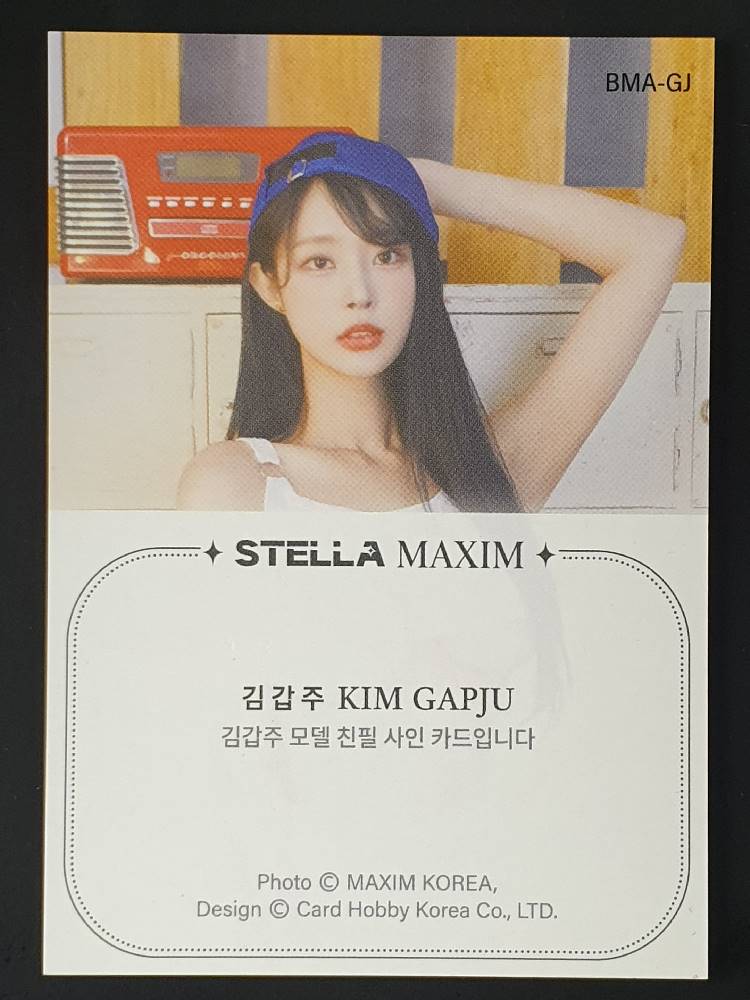 BMA-GJ
STELLA MAXIM
김갑주 KIM GAPJU
김갑주 모델 친필 사인 카드입니다
Photo © MAXIM KOREA,
Design © Card Hobby Korea Co., LTD.